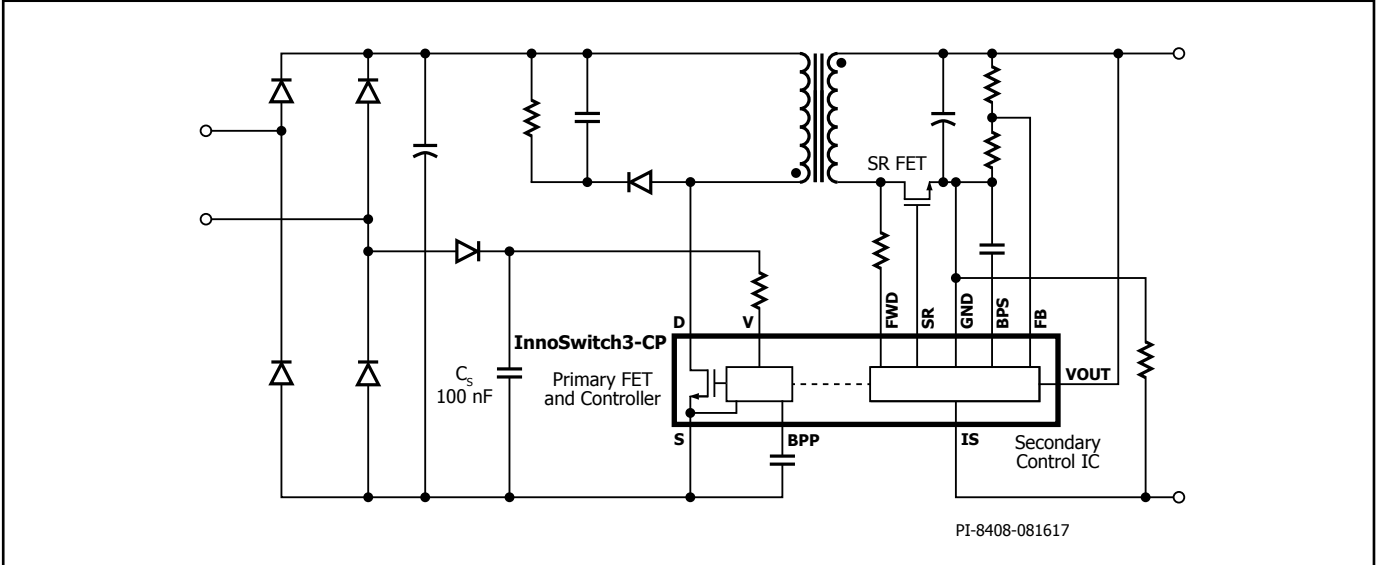 SR FET
FWD
SR
GND
BPS
FB
D
V
InnoSwitch3-CP
VOUT
Cs
100 nF
Primary FET
and Controller
S
BPP
IS
Secondary
Control IC
PI-8408-081617